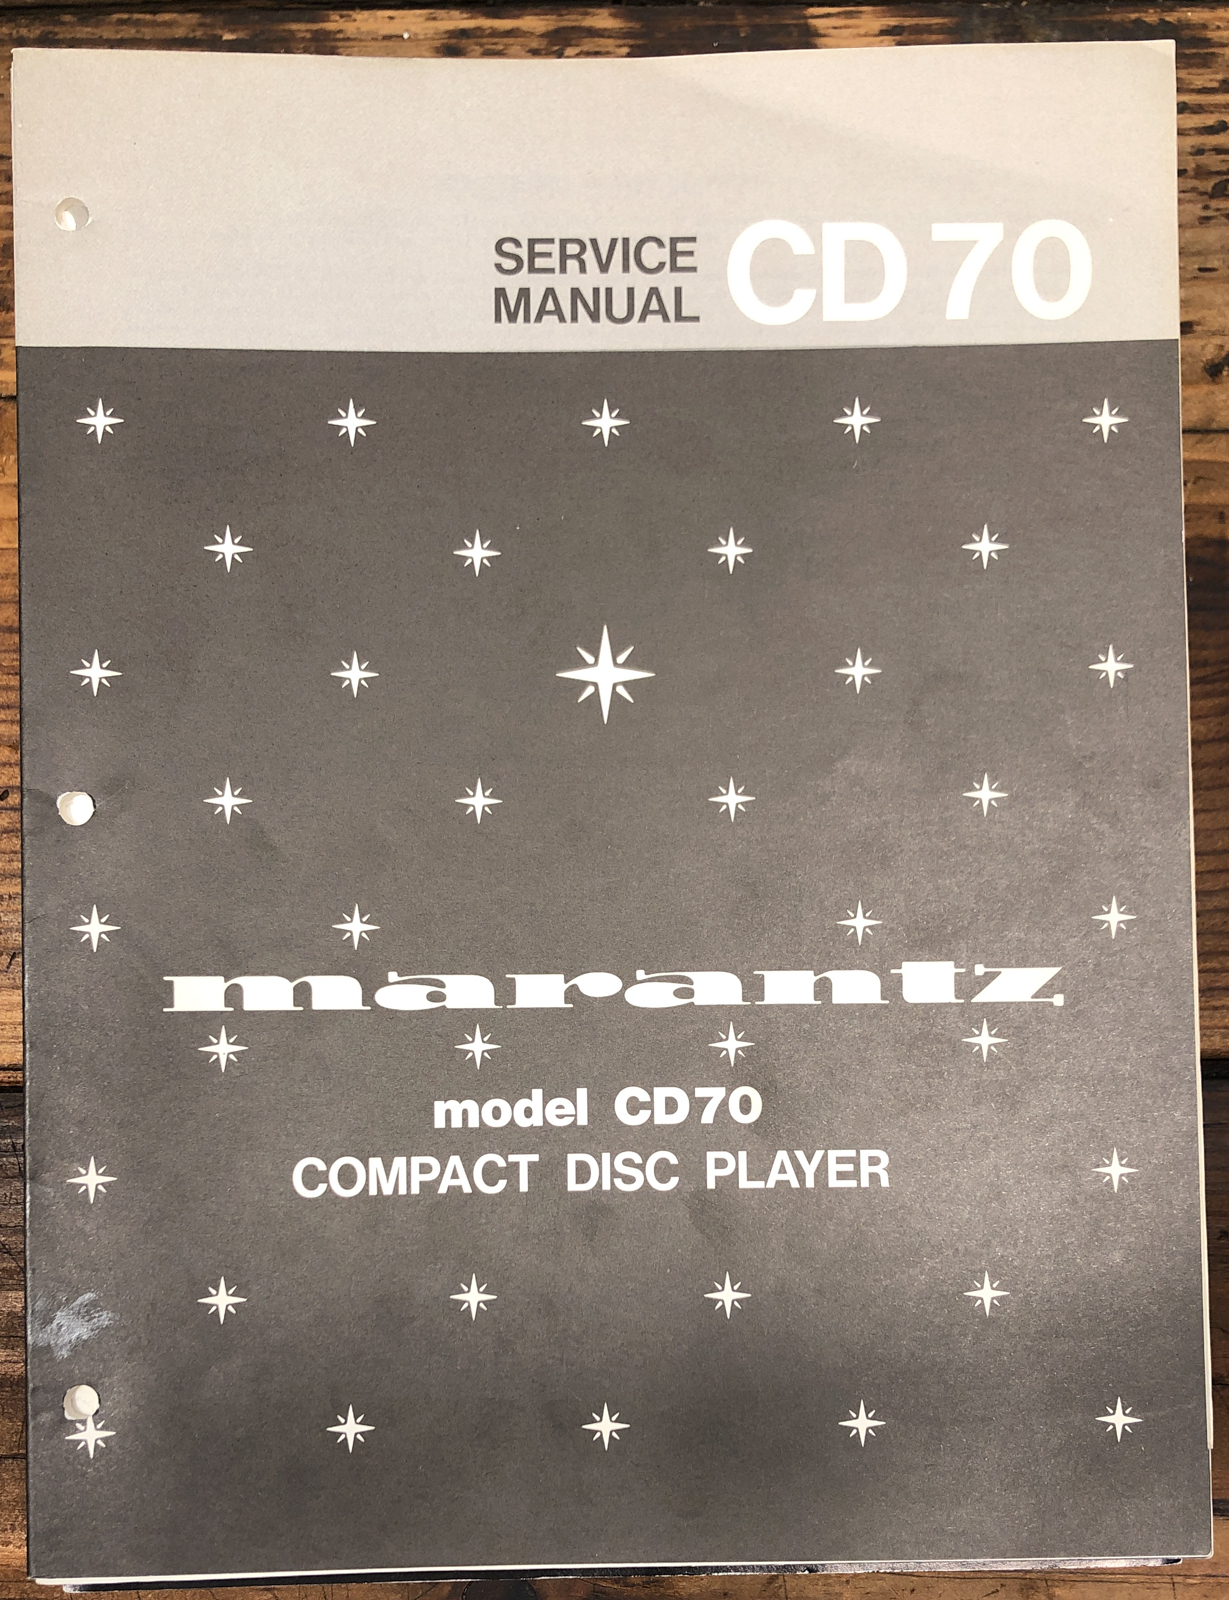 SERVICE
MANUAL
CD 70
marantz
model CD70
COMPACT DISC PLAYER